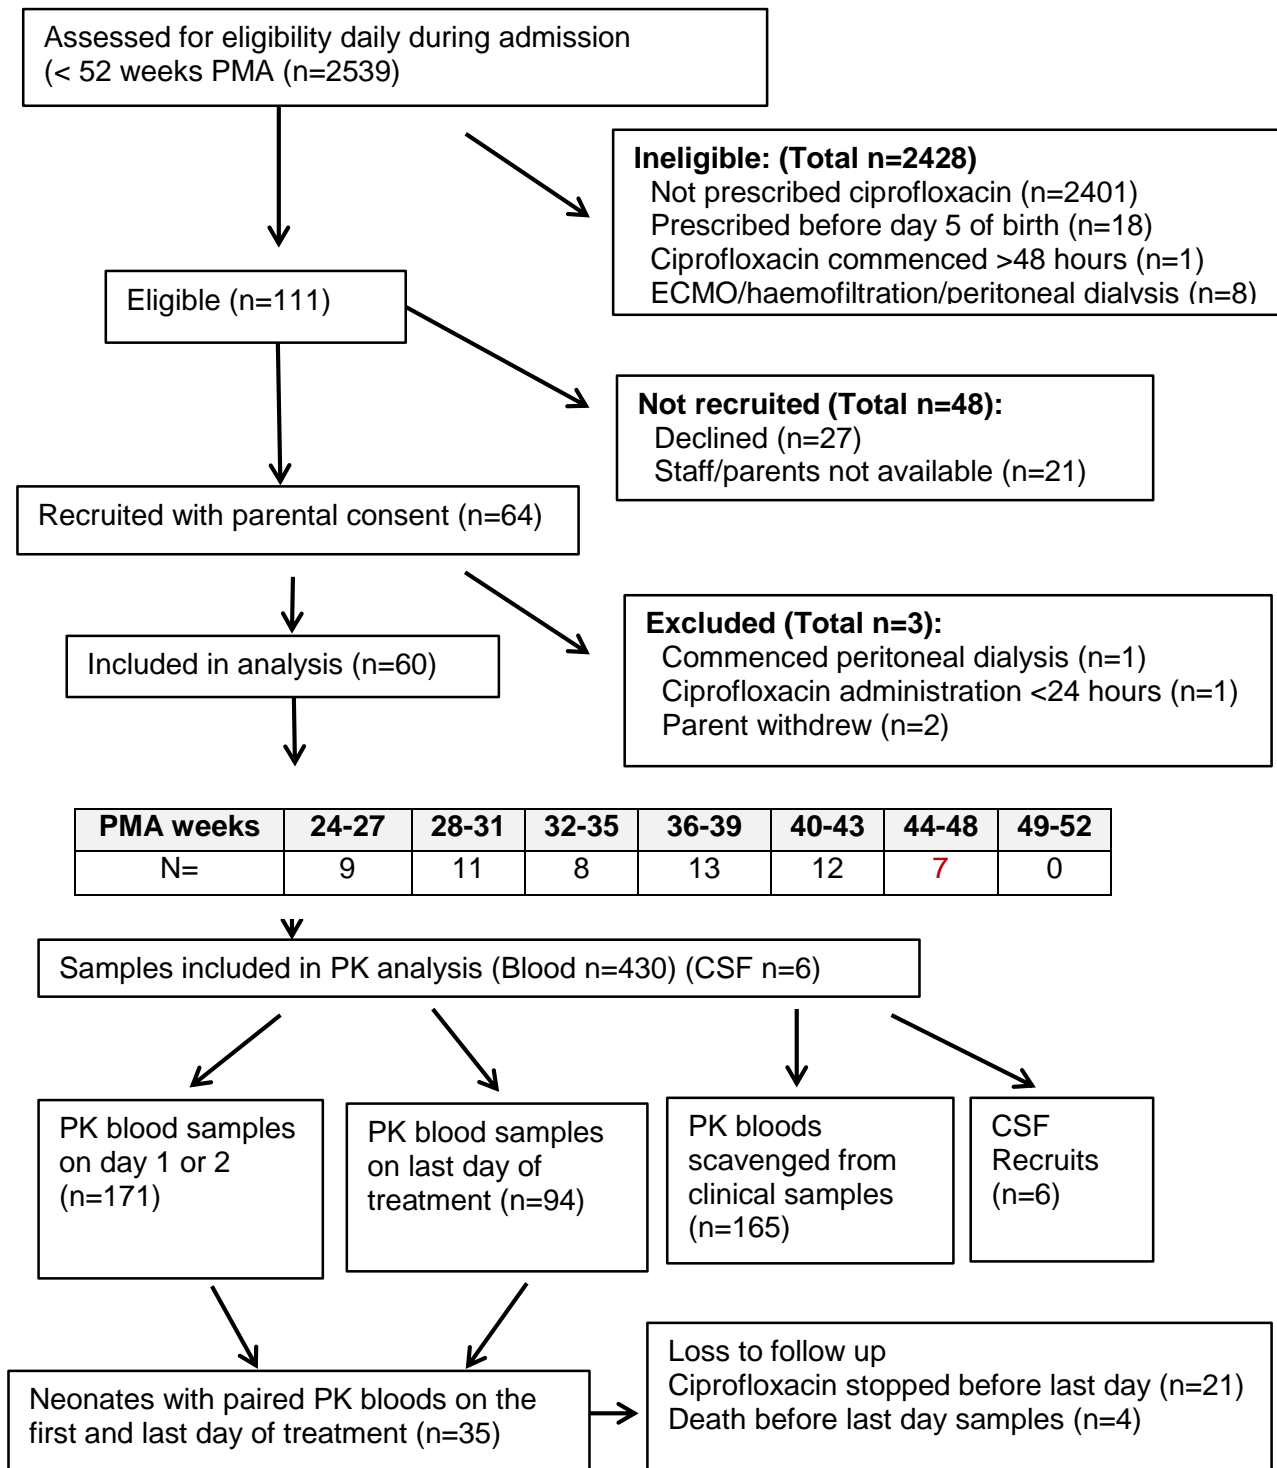 Assessed for eligibility daily during admission
(< 52 weeks PMA (n=2539)
Ineligible: (Total n=2428)
Not prescribed ciprofloxacin (n=2401)
Prescribed before day 5 of birth (n=18)
Ciprofloxacin commenced >48 hours (n=1)
ECMO/haemofiltration/peritoneal dialysis (n=8)
Eligible (n=111)
Not recruited (Total n=48):
Declined (n=27)
Staff/parents not available (n=21)
Recruited with parental consent (n=64)
Excluded (Total n=3):
Commenced peritoneal dialysis (n=1)
Ciprofloxacin administration <24 hours (n=1)
Parent withdrew (n=2)
Included in analysis (n=60)
PMA weeks 24-27 28-31 32-35 36-39 40-43 44-48 49-52
N= 9 11 8 13 12 7 0
Samples included in PK analysis (Blood n=430) (CSF n=6)
PK blood samples
on day 1 or 2
(n=171)
PK blood samples
on last day of
treatment (n=94)
PK bloods
scavenged from
clinical samples
(n=165)
CSF
Recruits
(n=6)
Neonates with paired PK bloods on the
first and last day of treatment (n=35)
Loss to follow up
Ciprofloxacin stopped before last day (n=21)
Death before last day samples (n=4)